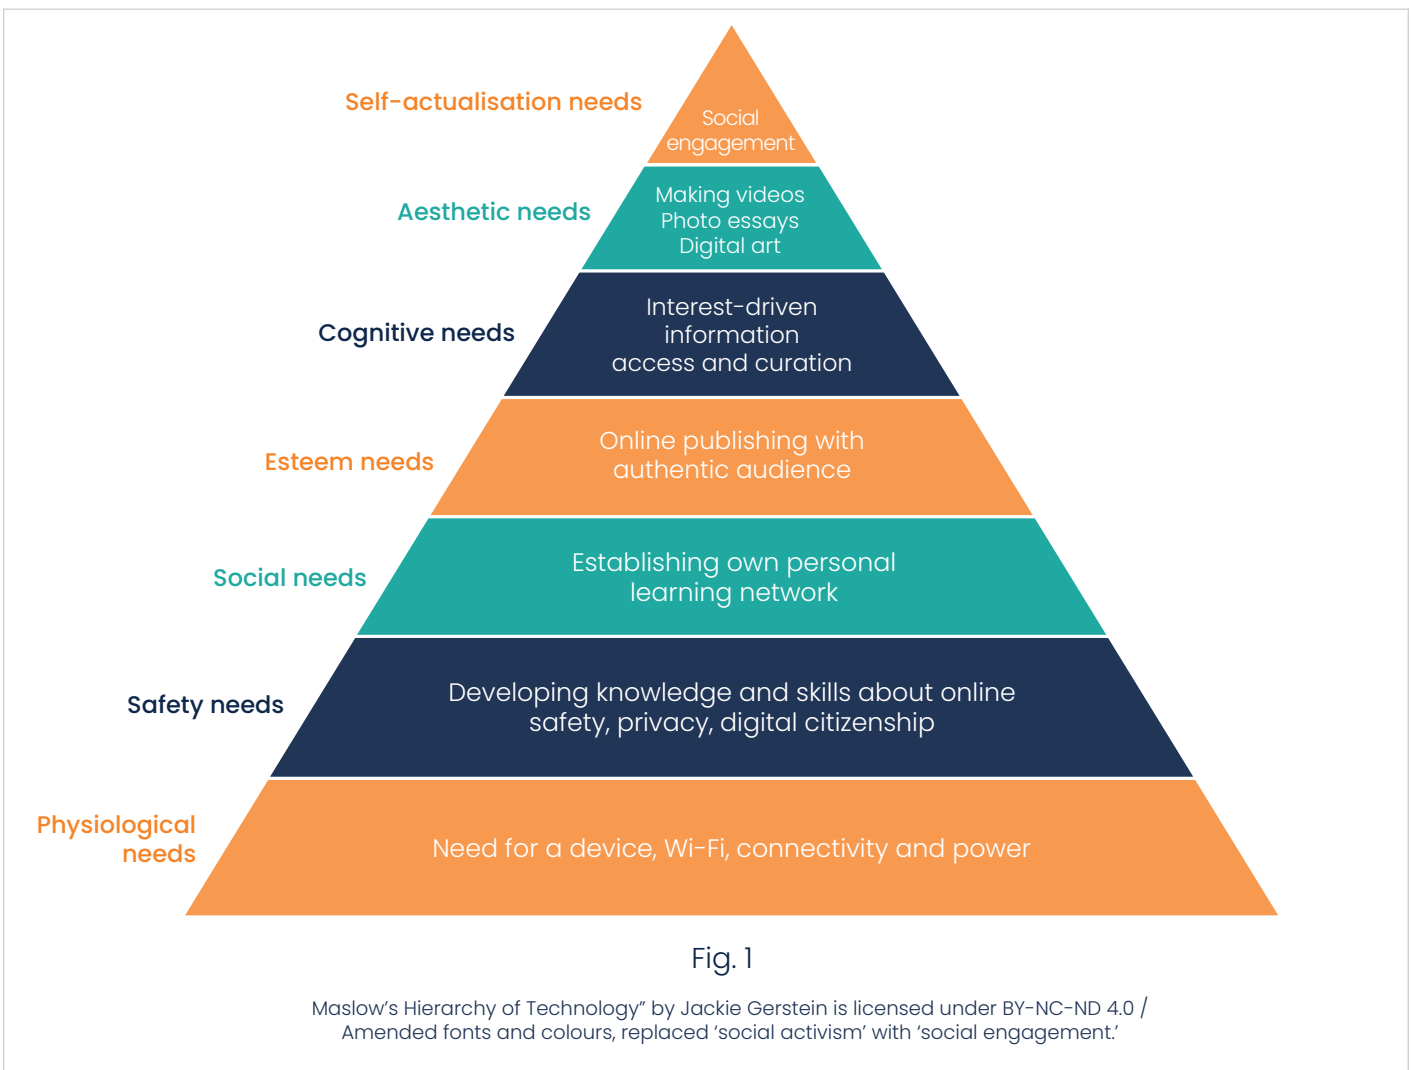 Self-actualisation needs
Social
engagement
Aesthetic needs
Making videos
Photo essays
Digital art
Cognitive needs
Interest-driven
information
access and curation
Esteem needs
Online publishing with
authentic audience
Social needs
Establishing own personal
learning network
Safety needs
Developing knowledge and skills about online
safety, privacy, digital citizenship
Physiological
needs
Need for a device, Wi-Fi, connectivity and power
Fig. 1
Maslow’s Hierarchy of Technology” by Jackie Gerstein is licensed under BY-NC-ND 4.0 /
Amended fonts and colours, replaced ‘social activism’ with ‘social engagement.’